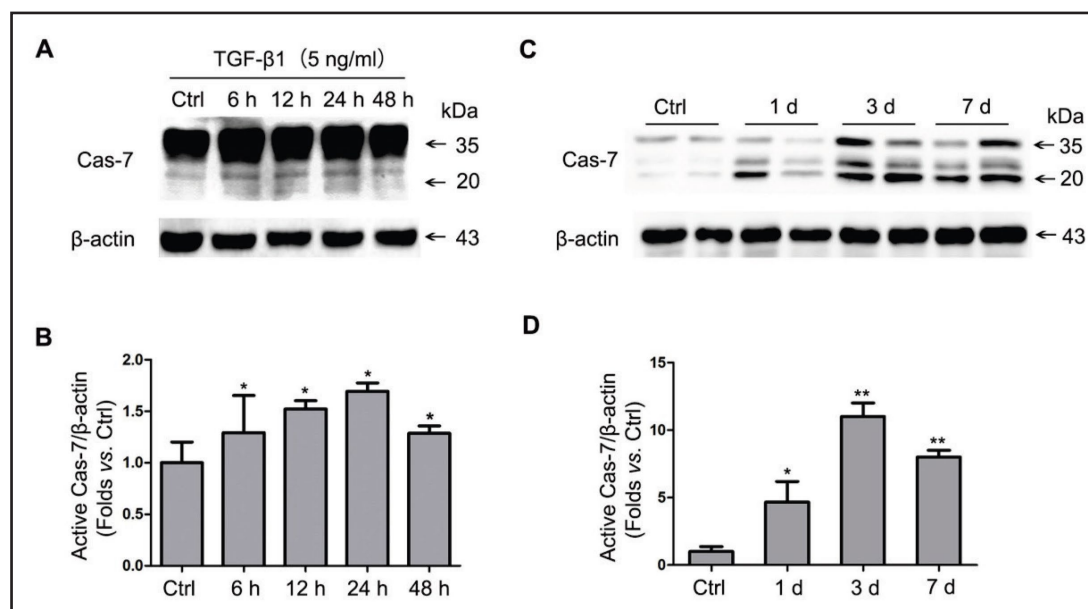 A
TGF-β1 （5 ng/ml）
Ctrl 6 h 12 h 24 h 48 h kDa
Cas-7
← 35
← 20
β-actin ← 43
C
Ctrl 1 d 3 d 7 d kDa
Cas-7
← 35
← 20
β-actin ← 43
B
Active Cas-7/β-actin
(Folds vs. Ctrl)
2.0
1.5
1.0
0.5
0.0
* * * *
Ctrl 6 h 12 h 24 h 48 h
D
Active Cas-7/β-actin
(Folds vs. Ctrl)
15
10
5
0
* ** **
Ctrl 1 d 3 d 7 d